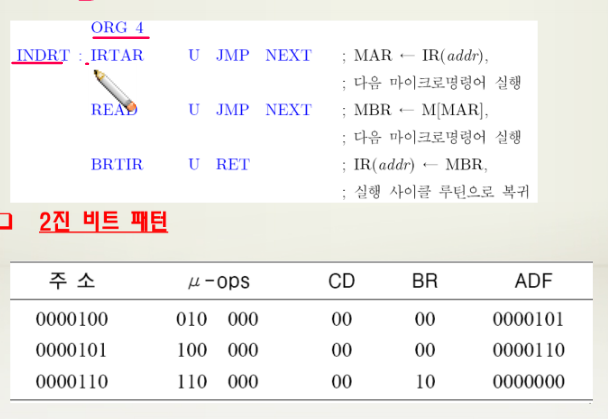 ORG 4
INDRT : IRTAR U JMP NEXT ; MAR ← IR(addr),
; 다음 마이크로명령어 실행
READ U JMP NEXT ; MBR ← M[MAR],
; 다음 마이크로명령어 실행
BRTIR U RET ; IR(addr) ← MBR,
; 실행 사이클 루틴으로 복귀
❑ 2진 비트 패턴
주 소 μ-ops CD BR ADF
0000100 010 000 00 00 0000101
0000101 100 000 00 00 0000110
0000110 110 000 00 10 0000000